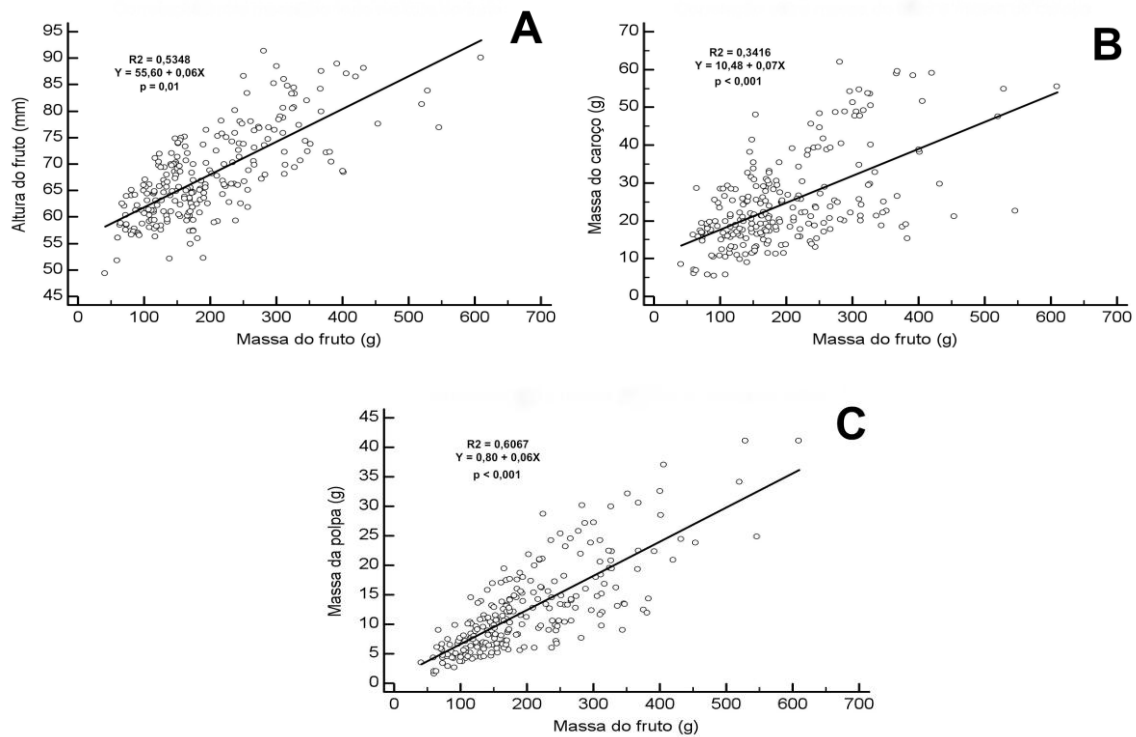 A
R2 = 0,5348
Y = 55,60 + 0,06X
p = 0,01
Altura do fruto (mm)
95
90
85
80
75
70
65
60
55
50
45
0 100 200 300 400 500 600 700
Massa do fruto (g)
B
R2 = 0,3416
Y = 10,48 + 0,07X
p < 0,001
Massa do caroço (g)
70
60
50
40
30
20
10
0
0 100 200 300 400 500 600 700
Massa do fruto (g)
C
R2 = 0,6067
Y = 0,80 + 0,06X
p < 0,001
Massa da polpa (g)
45
40
35
30
25
20
15
10
5
0
0 100 200 300 400 500 600 700
Massa do fruto (g)